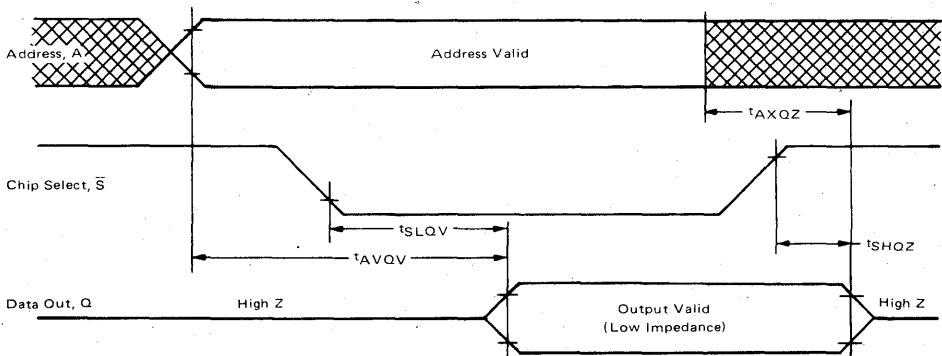 Address, A
Address Valid
tAXQZ
Chip Select, S̅
tSLQV
tSHQZ
tAVQV
Data Out, Q
High Z
Output Valid
(Low Impedance)
High Z